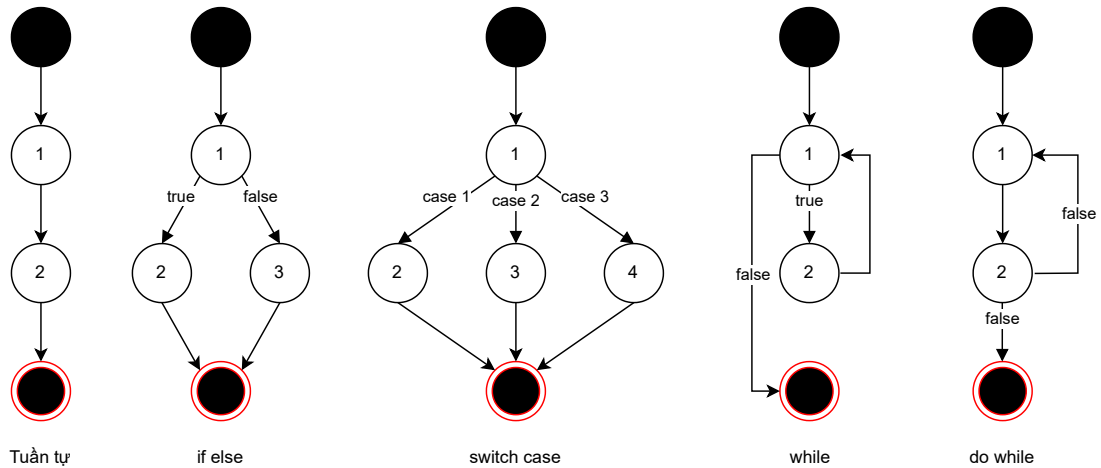 1
2
Tuần tự
1
true
false
2
3
if else
1
case 1
case 2
case 3
2
3
4
switch case
1
true
false
2
while
1
false
2
false
do while